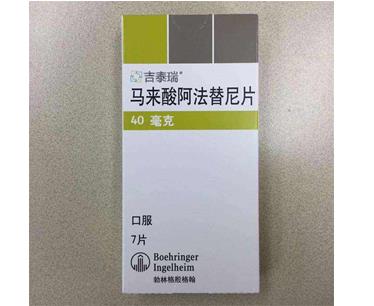 吉泰瑞®
马来酸阿法替尼片
40 毫克
口服
7片
Boehringer
Ingelheim
勃林格殷格翰